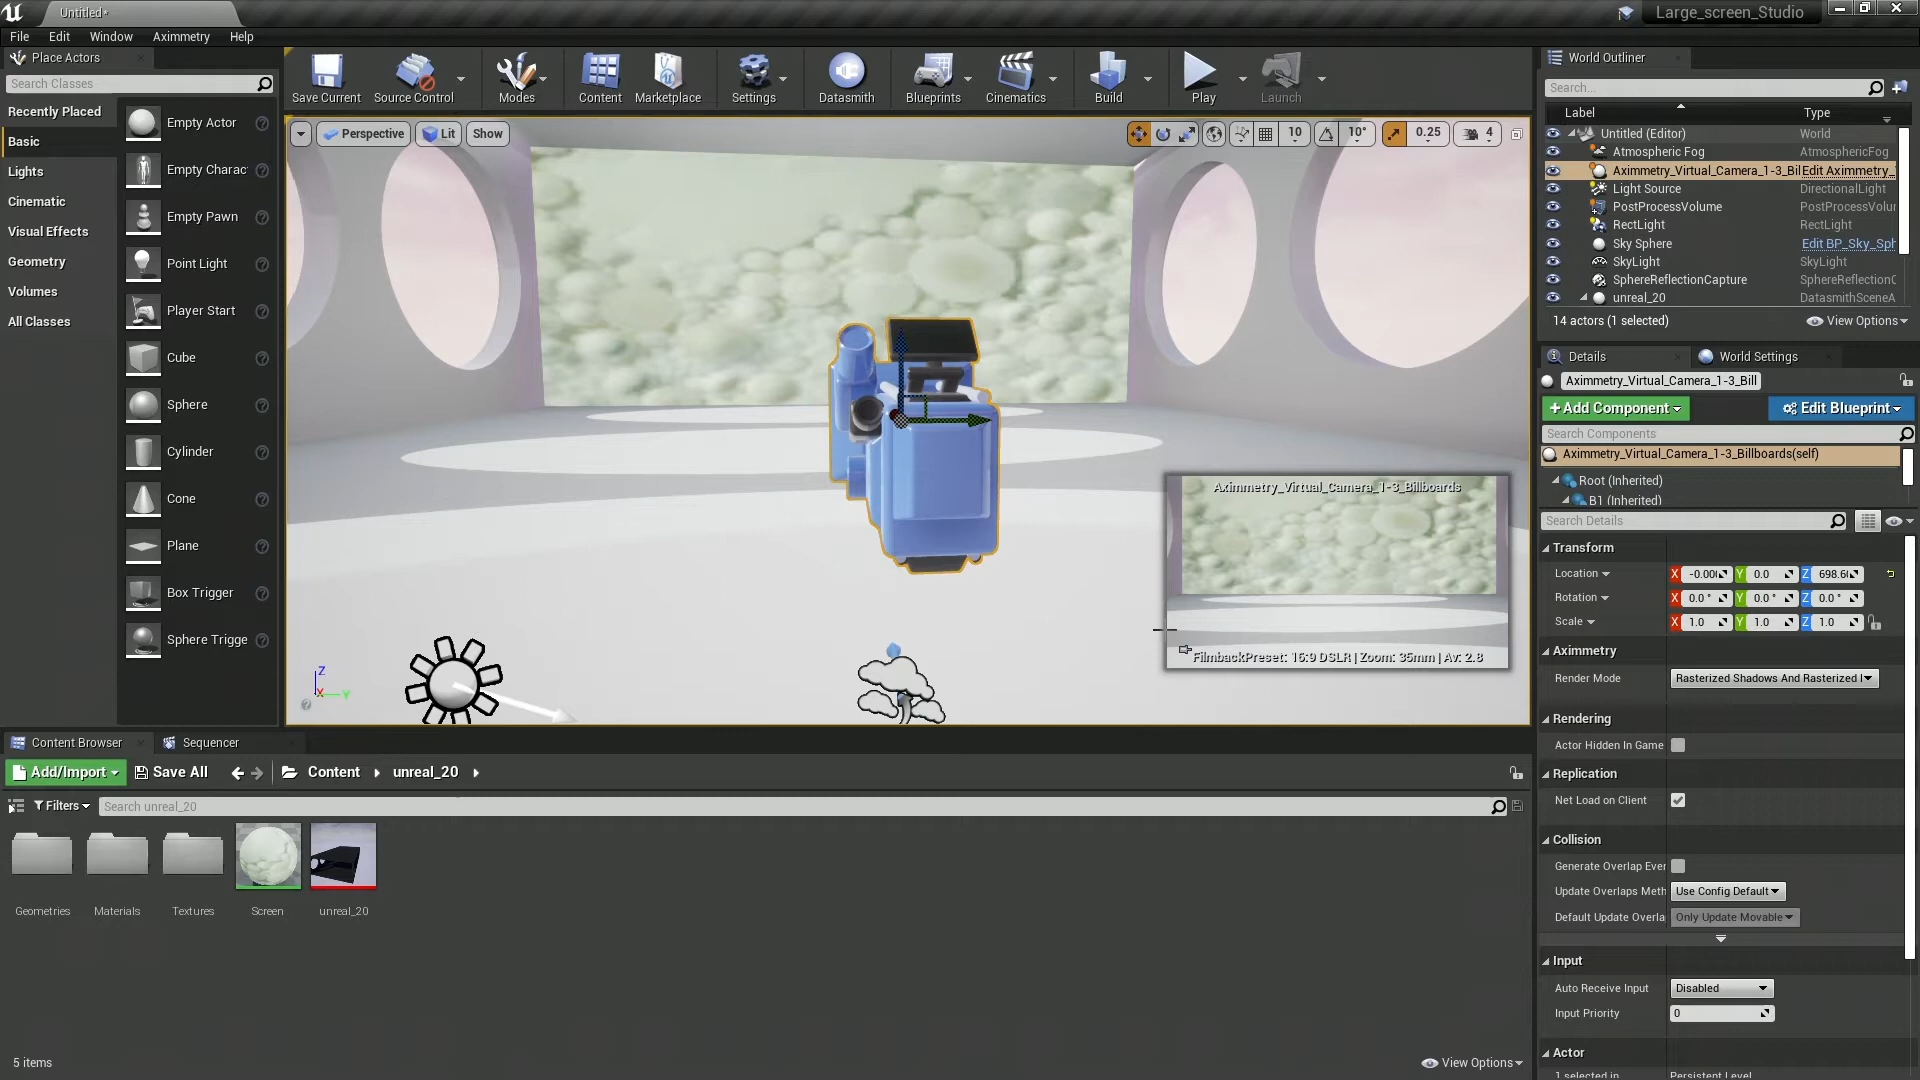 Untitled*
Large_screen_Studio
File Edit Window Aximmetry Help
Place Actors
Search Classes
Recently Placed
Basic
Lights
Cinematic
Visual Effects
Geometry
Volumes
All Classes
Empty Actor
Empty Charac
Empty Pawn
Point Light
Player Start
Cube
Sphere
Cylinder
Cone
Plane
Box Trigger
Sphere Trigge
Save Current
Source Control
Modes
Content
Marketplace
Settings
Datasmith
Blueprints
Cinematics
Build
Play
Launch
Perspective
Lit
Show
10
10°
0.25
4
Aximmetry_Virtual_Camera_1-3_Billboards
FilmbackPreset: 16:9 DSLR | Zoom: 35mm | Av: 2.8
Z
X
Y
World Outliner
Search...
Label Type
Untitled (Editor) World
Atmospheric Fog AtmosphericFog
Aximmetry_Virtual_Camera_1-3_Bil Edit Aximmetry_
Light Source DirectionalLight
PostProcessVolume PostProcessVolu
RectLight RectLight
Sky Sphere Edit BP_Sky_Sph
SkyLight SkyLight
SphereReflectionCapture SphereReflectionC
unreal_20 DatasmithSceneA
14 actors (1 selected) View Options
Details
World Settings
Aximmetry_Virtual_Camera_1-3_Bill
+Add Component
Edit Blueprint
Search Components
Aximmetry_Virtual_Camera_1-3_Billboards(self)
Root (Inherited)
B1 (Inherited)
Search Details
Transform
Location X -0.00 Y 0.0 Z 698.6
Rotation X 0.0 ° Y 0.0 ° Z 0.0 °
Scale X 1.0 Y 1.0 Z 1.0
Aximmetry
Render Mode Rasterized Shadows And Rasterized
Rendering
Actor Hidden In Game
Replication
Net Load on Client
Collision
Generate Overlap Ever
Update Overlaps Meth Use Config Default
Default Update Overla Only Update Movable
Input
Auto Receive Input Disabled
Input Priority 0
Actor
1 selected in Persistent Level
Content Browser
Sequencer
Add/Import
Save All
Content
unreal_20
Filters
Search unreal_20
Geometries
Materials
Textures
Screen
unreal_20
5 items
View Options